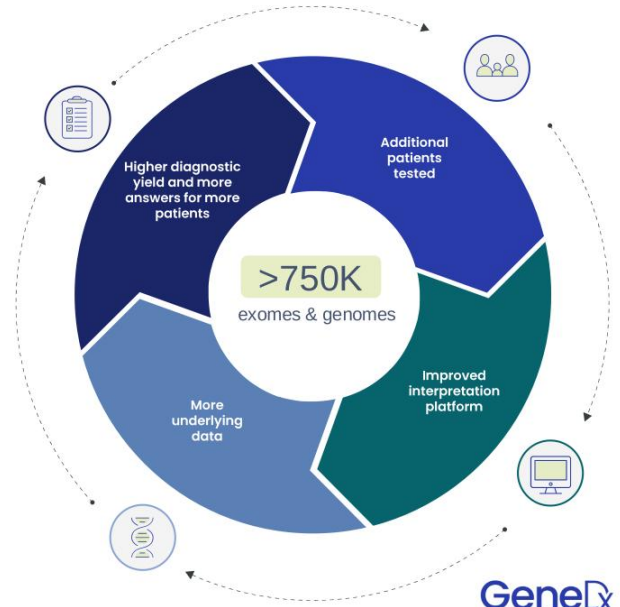 Additional
patients
tested
Higher diagnostic
yield and more
answers for more
patients
>750K
exomes & genomes
Improved
interpretation
platform
More
underlying
data
GeneDx